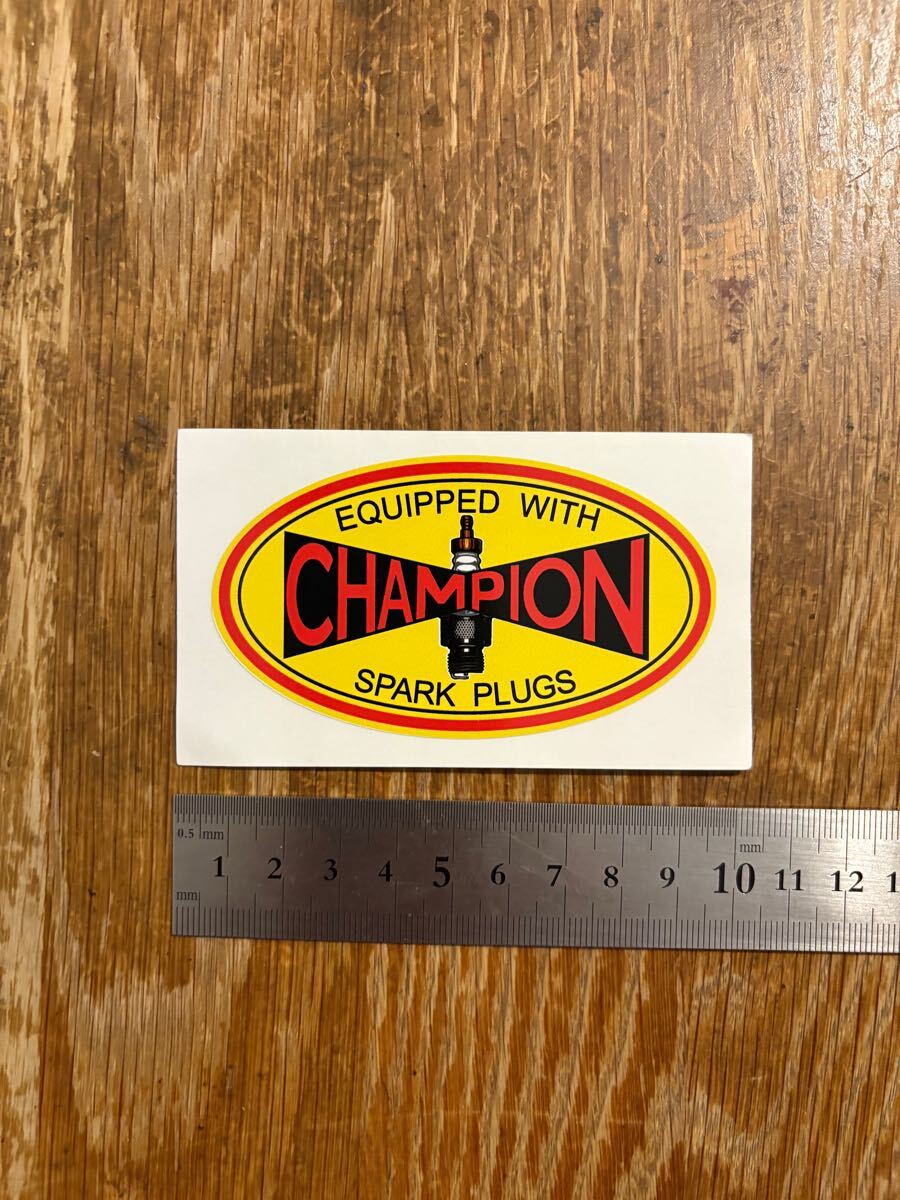 EQUIPPED WITH
CHAMPION
SPARK PLUGS
0.5 mm
mm
1 2 3 4 5 6 7 8 9 10 11 12 1
mm